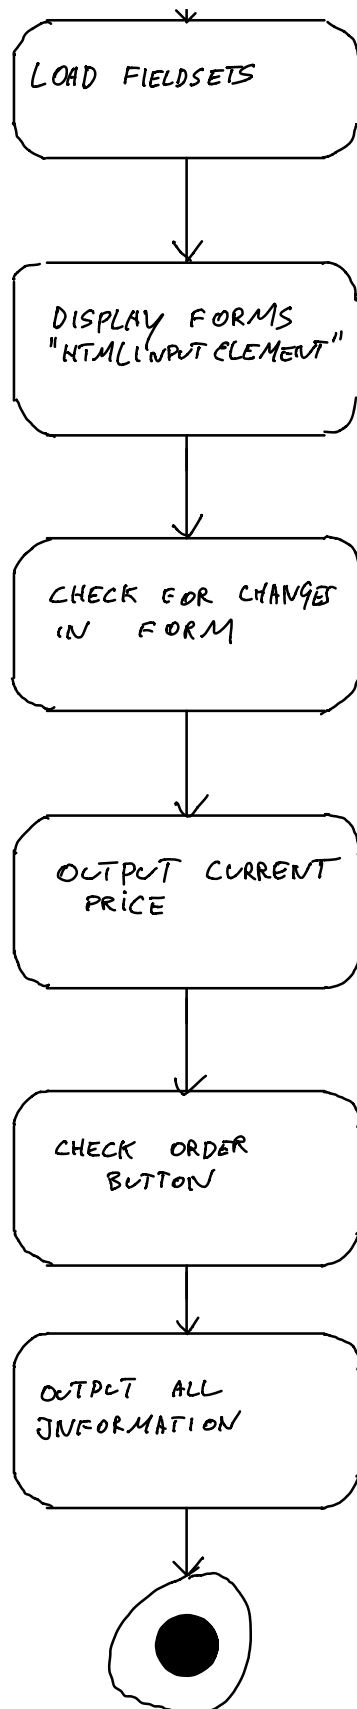 LOAD FIELDSETS
DISPLAY FORMS
"HTMLINPUTELEMENT"
CHECK FOR CHANGES
IN FORM
OUTPUT CURRENT
PRICE
CHECK ORDER
BUTTON
OUTPUT ALL
INFORMATION